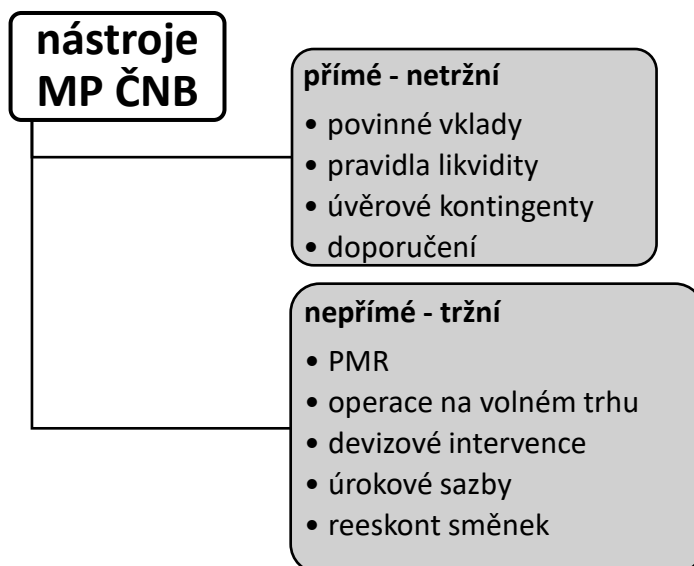 nástroje
MP ČNB
přímé - netržní
• povinné vklady
• pravidla likvidity
• úvěrové kontingenty
• doporučení
nepřímé - tržní
• PMR
• operace na volném trhu
• devizové intervence
• úrokové sazby
• reeskont směnek